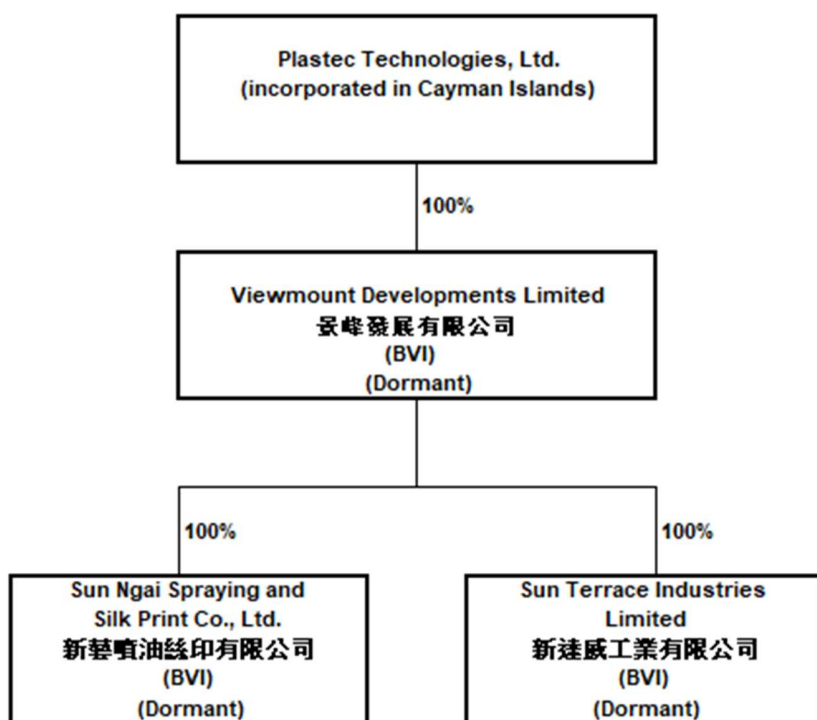 Plastec Technologies, Ltd.
(incorporated in Cayman Islands)
100%
Viewmount Developments Limited
景峰發展有限公司
(BVI)
(Dormant)
100%
100%
Sun Ngai Spraying and
Silk Print Co., Ltd.
新藝噴油絲印有限公司
(BVI)
(Dormant)
Sun Terrace Industries
Limited
新達威工業有限公司
(BVI)
(Dormant)